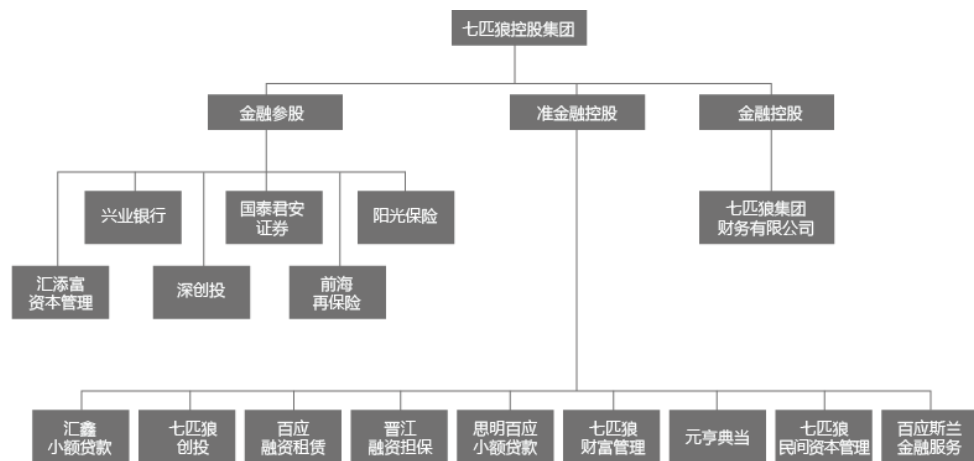 七匹狼控股集团
金融参股
准金融控股
金融控股
兴业银行
国泰君安
证券
阳光保险
七匹狼集团
财务有限公司
汇添富
资本管理
深创投
前海
再保险
汇鑫
小额贷款
七匹狼
创投
百应
融资租赁
晋江
融资担保
思明百应
小额贷款
七匹狼
财富管理
元亨典当
七匹狼
民间资本管理
百应斯兰
金融服务